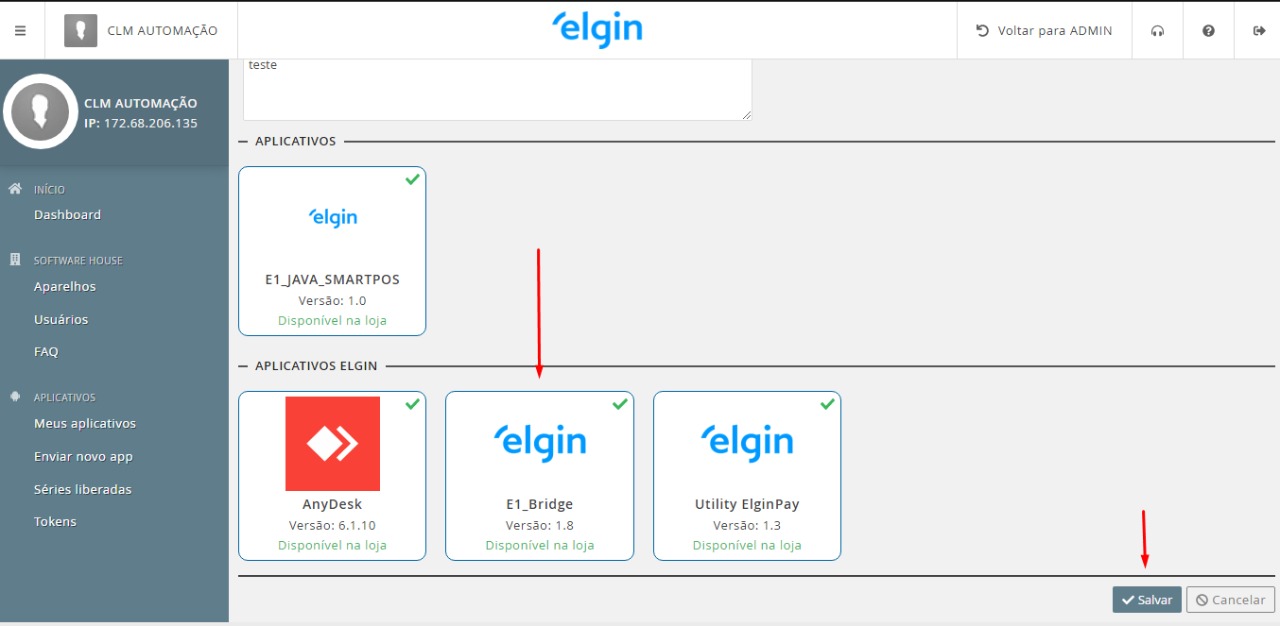 CLM AUTOMAÇÃO
elgin
Voltar para ADMIN
CLM AUTOMAÇÃO
IP: 172.68.206.135
INÍCIO
Dashboard
SOFTWARE HOUSE
Aparelhos
Usuários
FAQ
APLICATIVOS
Meus aplicativos
Enviar novo app
Séries liberadas
Tokens
teste
APLICATIVOS
elgin
E1_JAVA_SMARTPOS
Versão: 1.0
Disponível na loja
APLICATIVOS ELGIN
AnyDesk
Versão: 6.1.10
Disponível na loja
elgin
E1_Bridge
Versão: 1.8
Disponível na loja
elgin
Utility ElginPay
Versão: 1.3
Disponível na loja
Salvar
Cancelar